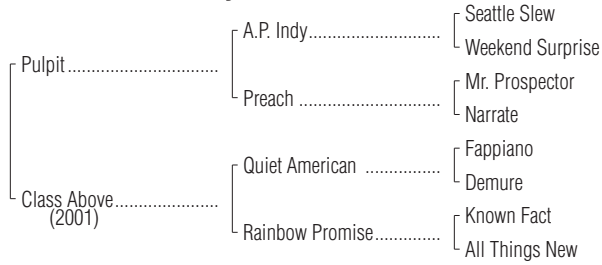 Seattle Slew
A.P. Indy
Weekend Surprise
Pulpit
Mr. Prospector
Preach
Narrate
Fappiano
Quiet American
Demure
Class Above
(2001)
Known Fact
Rainbow Promise
All Things New